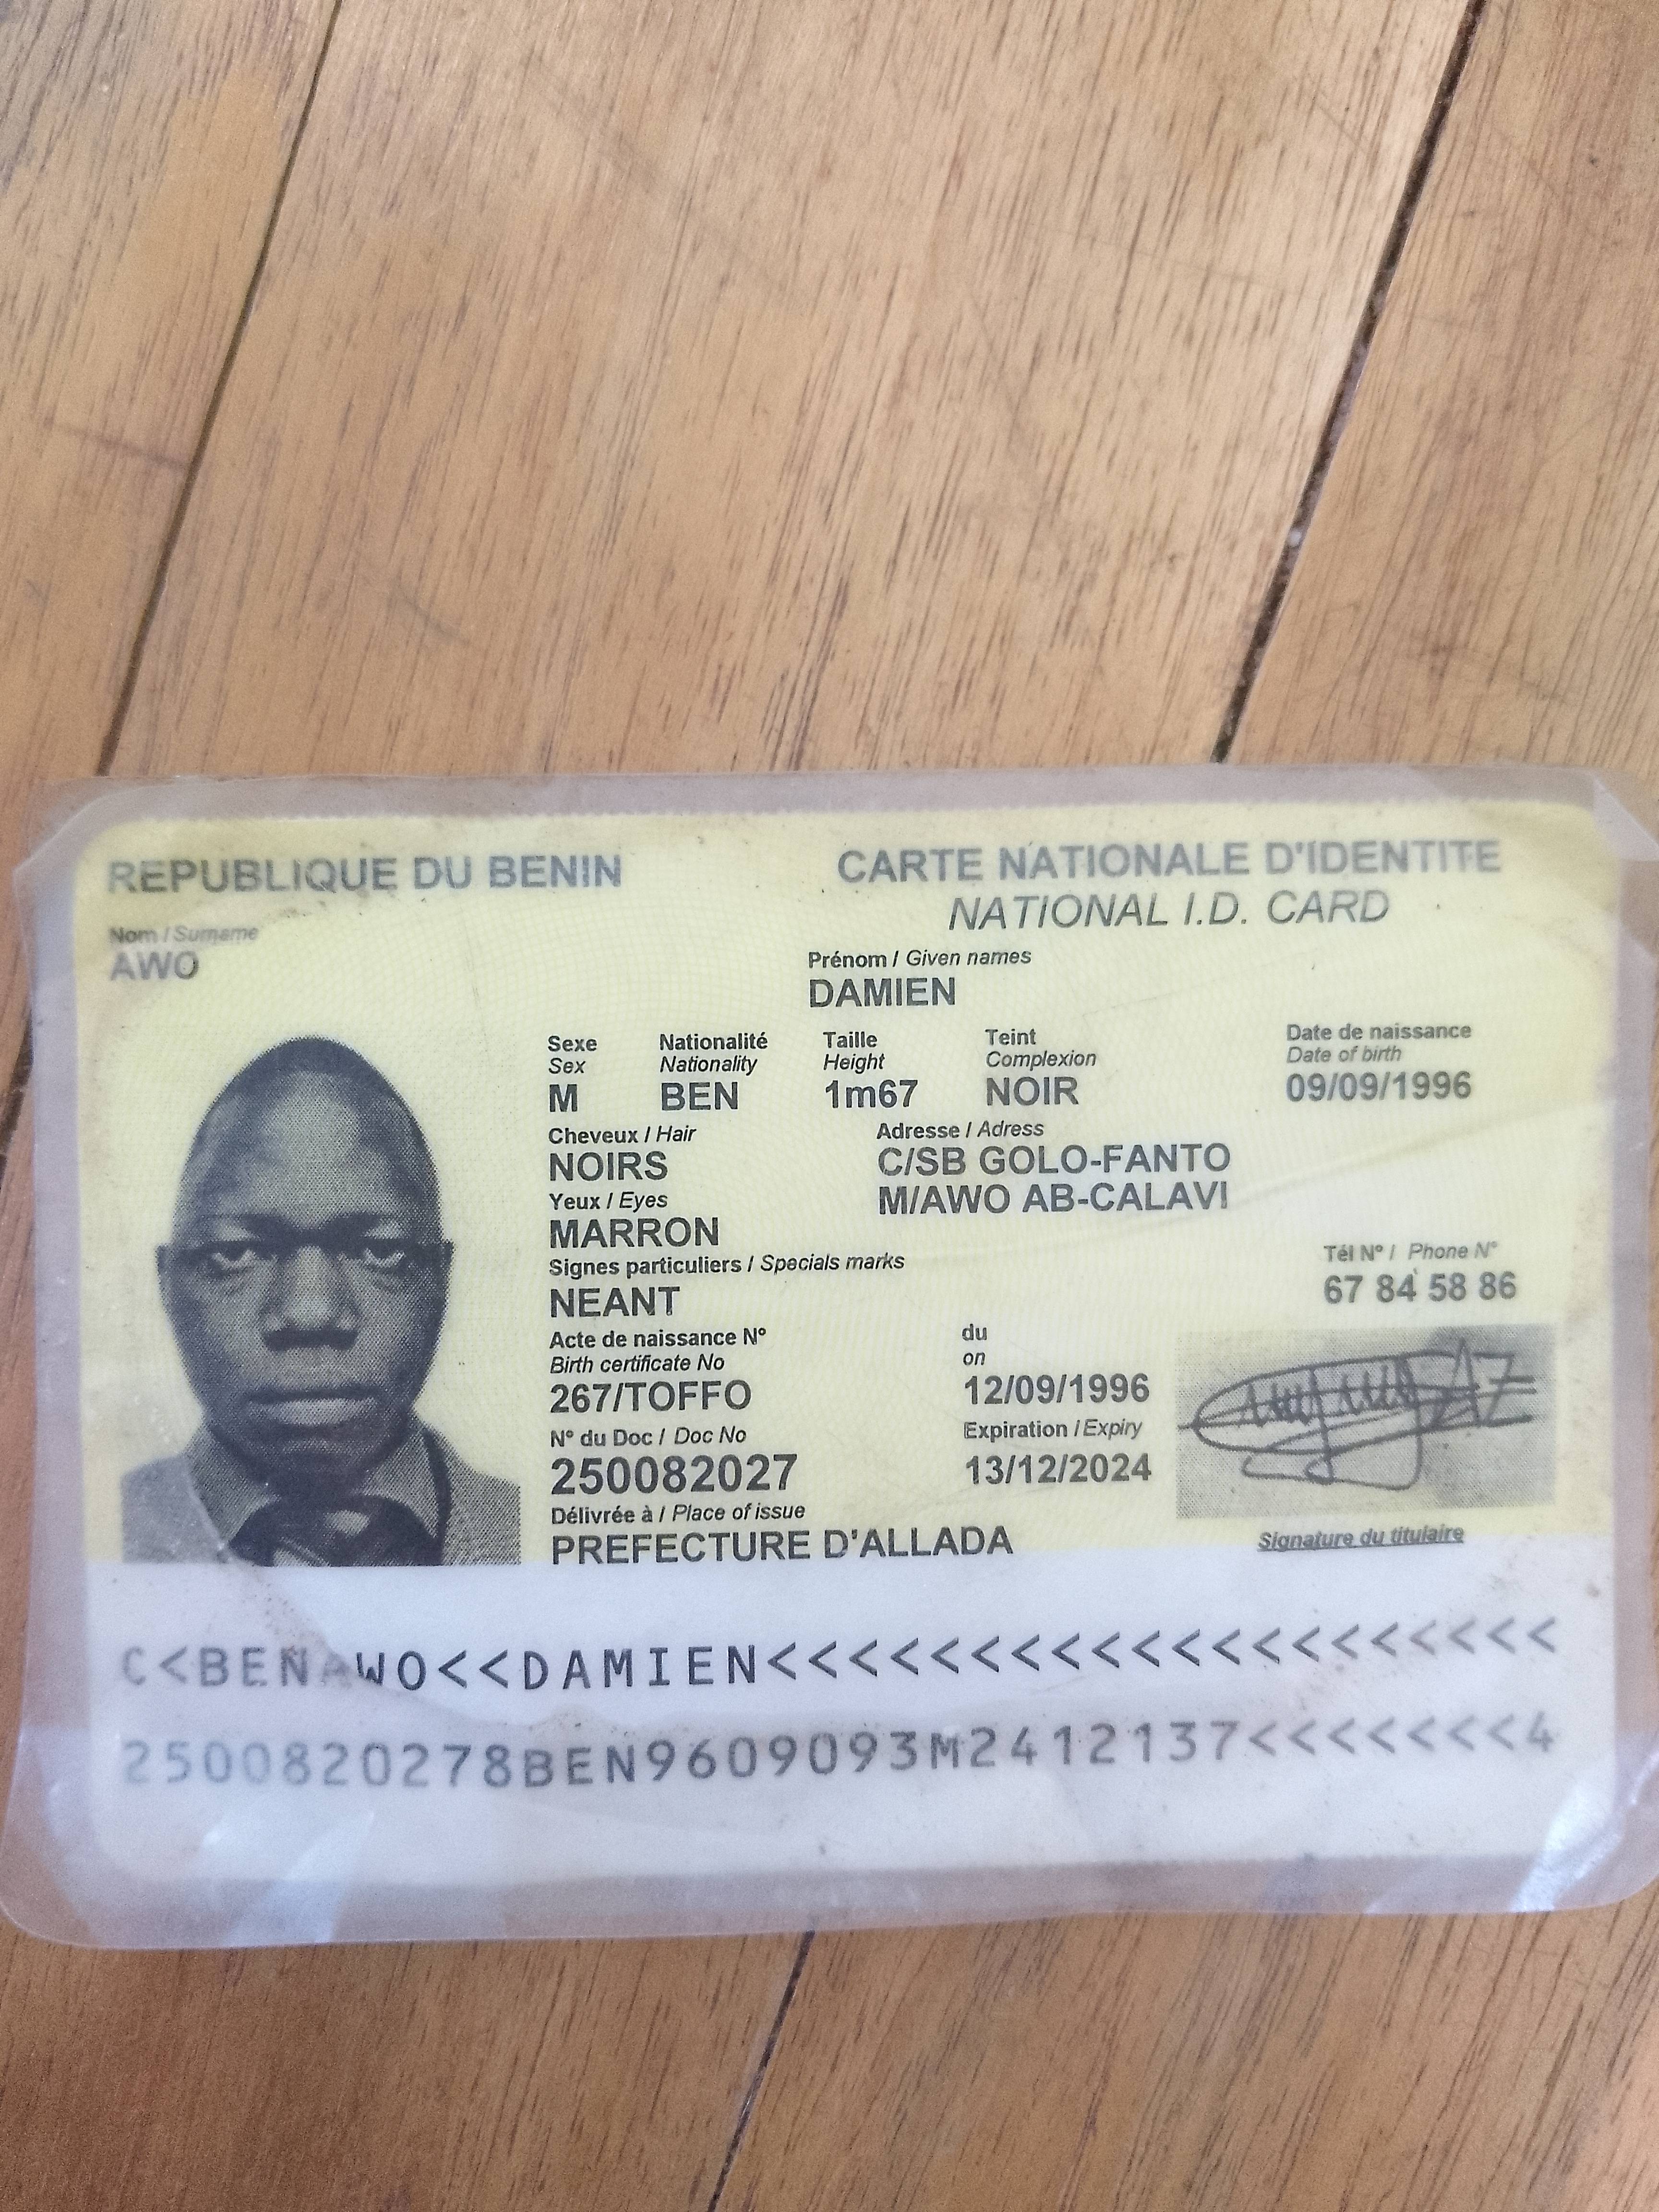 REPUBLIQUE DU BENIN
CARTE NATIONALE D'IDENTITE
NATIONAL I.D. CARD
Nom / Surname
AWO
Prénom / Given names
DAMIEN
Sexe Nationalité Taille Teint Date de naissance
Sex Nationality Height Complexion Date of birth
M BEN 1m67 NOIR 09/09/1996
Cheveux / Hair Adresse / Adress
NOIRS C/SB GOLO-FANTO
Yeux / Eyes M/AWO AB-CALAVI
MARRON
Signes particuliers / Specials marks Tél N° / Phone N°
NEANT 67 84 58 86
Acte de naissance N° du
Birth certificate No on
267/TOFFO 12/09/1996
N° du Doc / Doc No Expiration / Expiry
250082027 13/12/2024
Délivrée à / Place of issue
PREFECTURE D'ALLADA
Signature du titulaire
C<BENAWO<<DAMIEN<<<<<<<<<<<<<<<<<<<<
2500820278BEN9609093M2412137<<<<<<<4